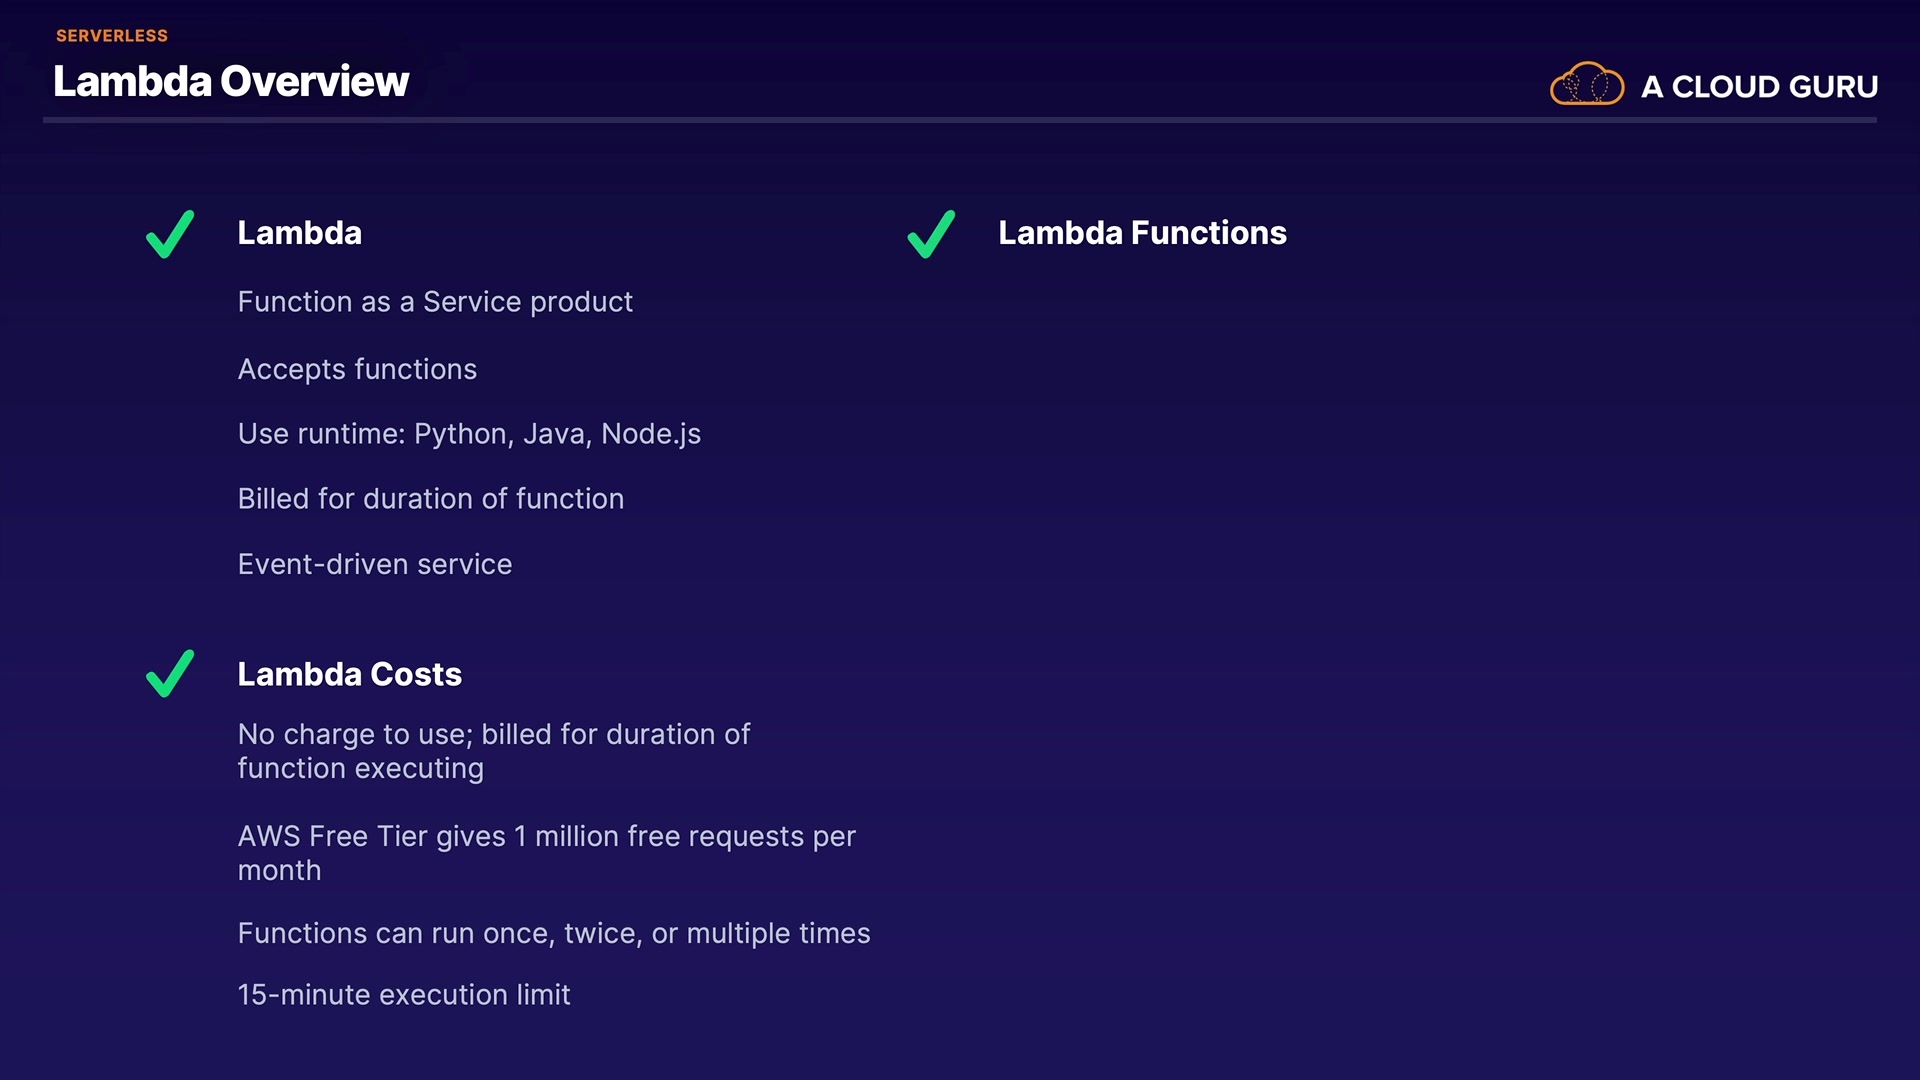 SERVERLESS
Lambda Overview
A CLOUD GURU
Lambda
Function as a Service product
Accepts functions
Use runtime: Python, Java, Node.js
Billed for duration of function
Event-driven service
Lambda Costs
No charge to use; billed for duration of
function executing
AWS Free Tier gives 1 million free requests per
month
Functions can run once, twice, or multiple times
15-minute execution limit
Lambda Functions